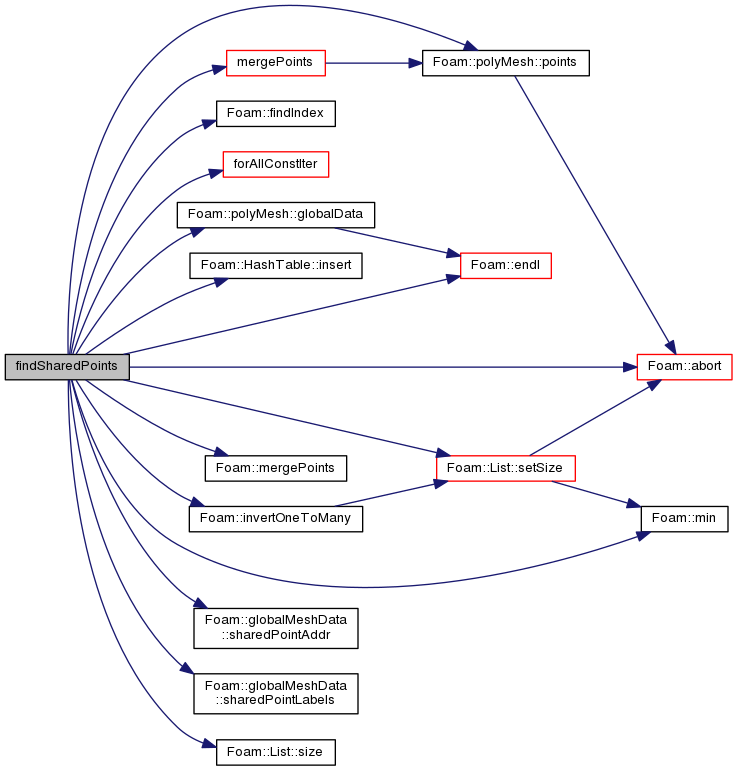 mergePoints
Foam::polyMesh::points
Foam::findIndex
forAllConstIter
Foam::polyMesh::globalData
Foam::HashTable::insert
Foam::endl
findSharedPoints
Foam::abort
Foam::mergePoints
Foam::List::setSize
Foam::invertOneToMany
Foam::min
Foam::globalMeshData
::sharedPointAddr
Foam::globalMeshData
::sharedPointLabels
Foam::List::size